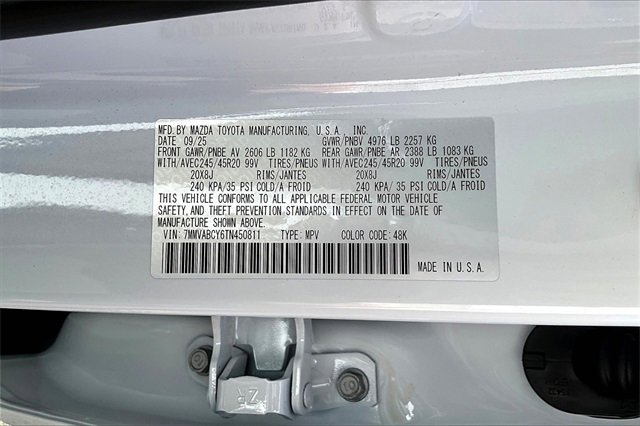 MFD. BY MAZDA TOYOTA MANUFACTURING, U.S.A., INC.
DATE 09/25 GVWR/PNBV 4976 LB 2257 KG
FRONT GAWR/PNBE AV 2606 LB 1182 KG REAR GAWR/PNBE AR 2388 LB 1083 KG
WITH/AVEC245/45R20 99V TIRES/PNEUS WITH/AVEC245/45R20 99V TIRES/PNEUS
20X8J RIMS/JANTES 20X8J RIMS/JANTES
240 KPA/35 PSI COLD/A FROID 240 KPA/ 35 PSI COLD/A FROID
THIS VEHICLE CONFORMS TO ALL APPLICABLE FEDERAL MOTOR VEHICLE
SAFETY, AND THEFT PREVENTION STANDARDS IN EFFECT ON THE DATE OF
MANUFACTURE SHOWN ABOVE.
VIN: 7MMVABCY6TN450811 TYPE: MPV COLOR CODE: 48K
MADE IN U.S.A.
ZR